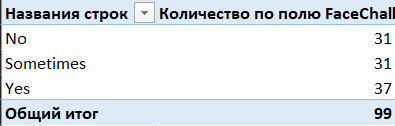 Названия строк Количество по полю FaceChall
No 31
Sometimes 31
Yes 37
Общий итог 99